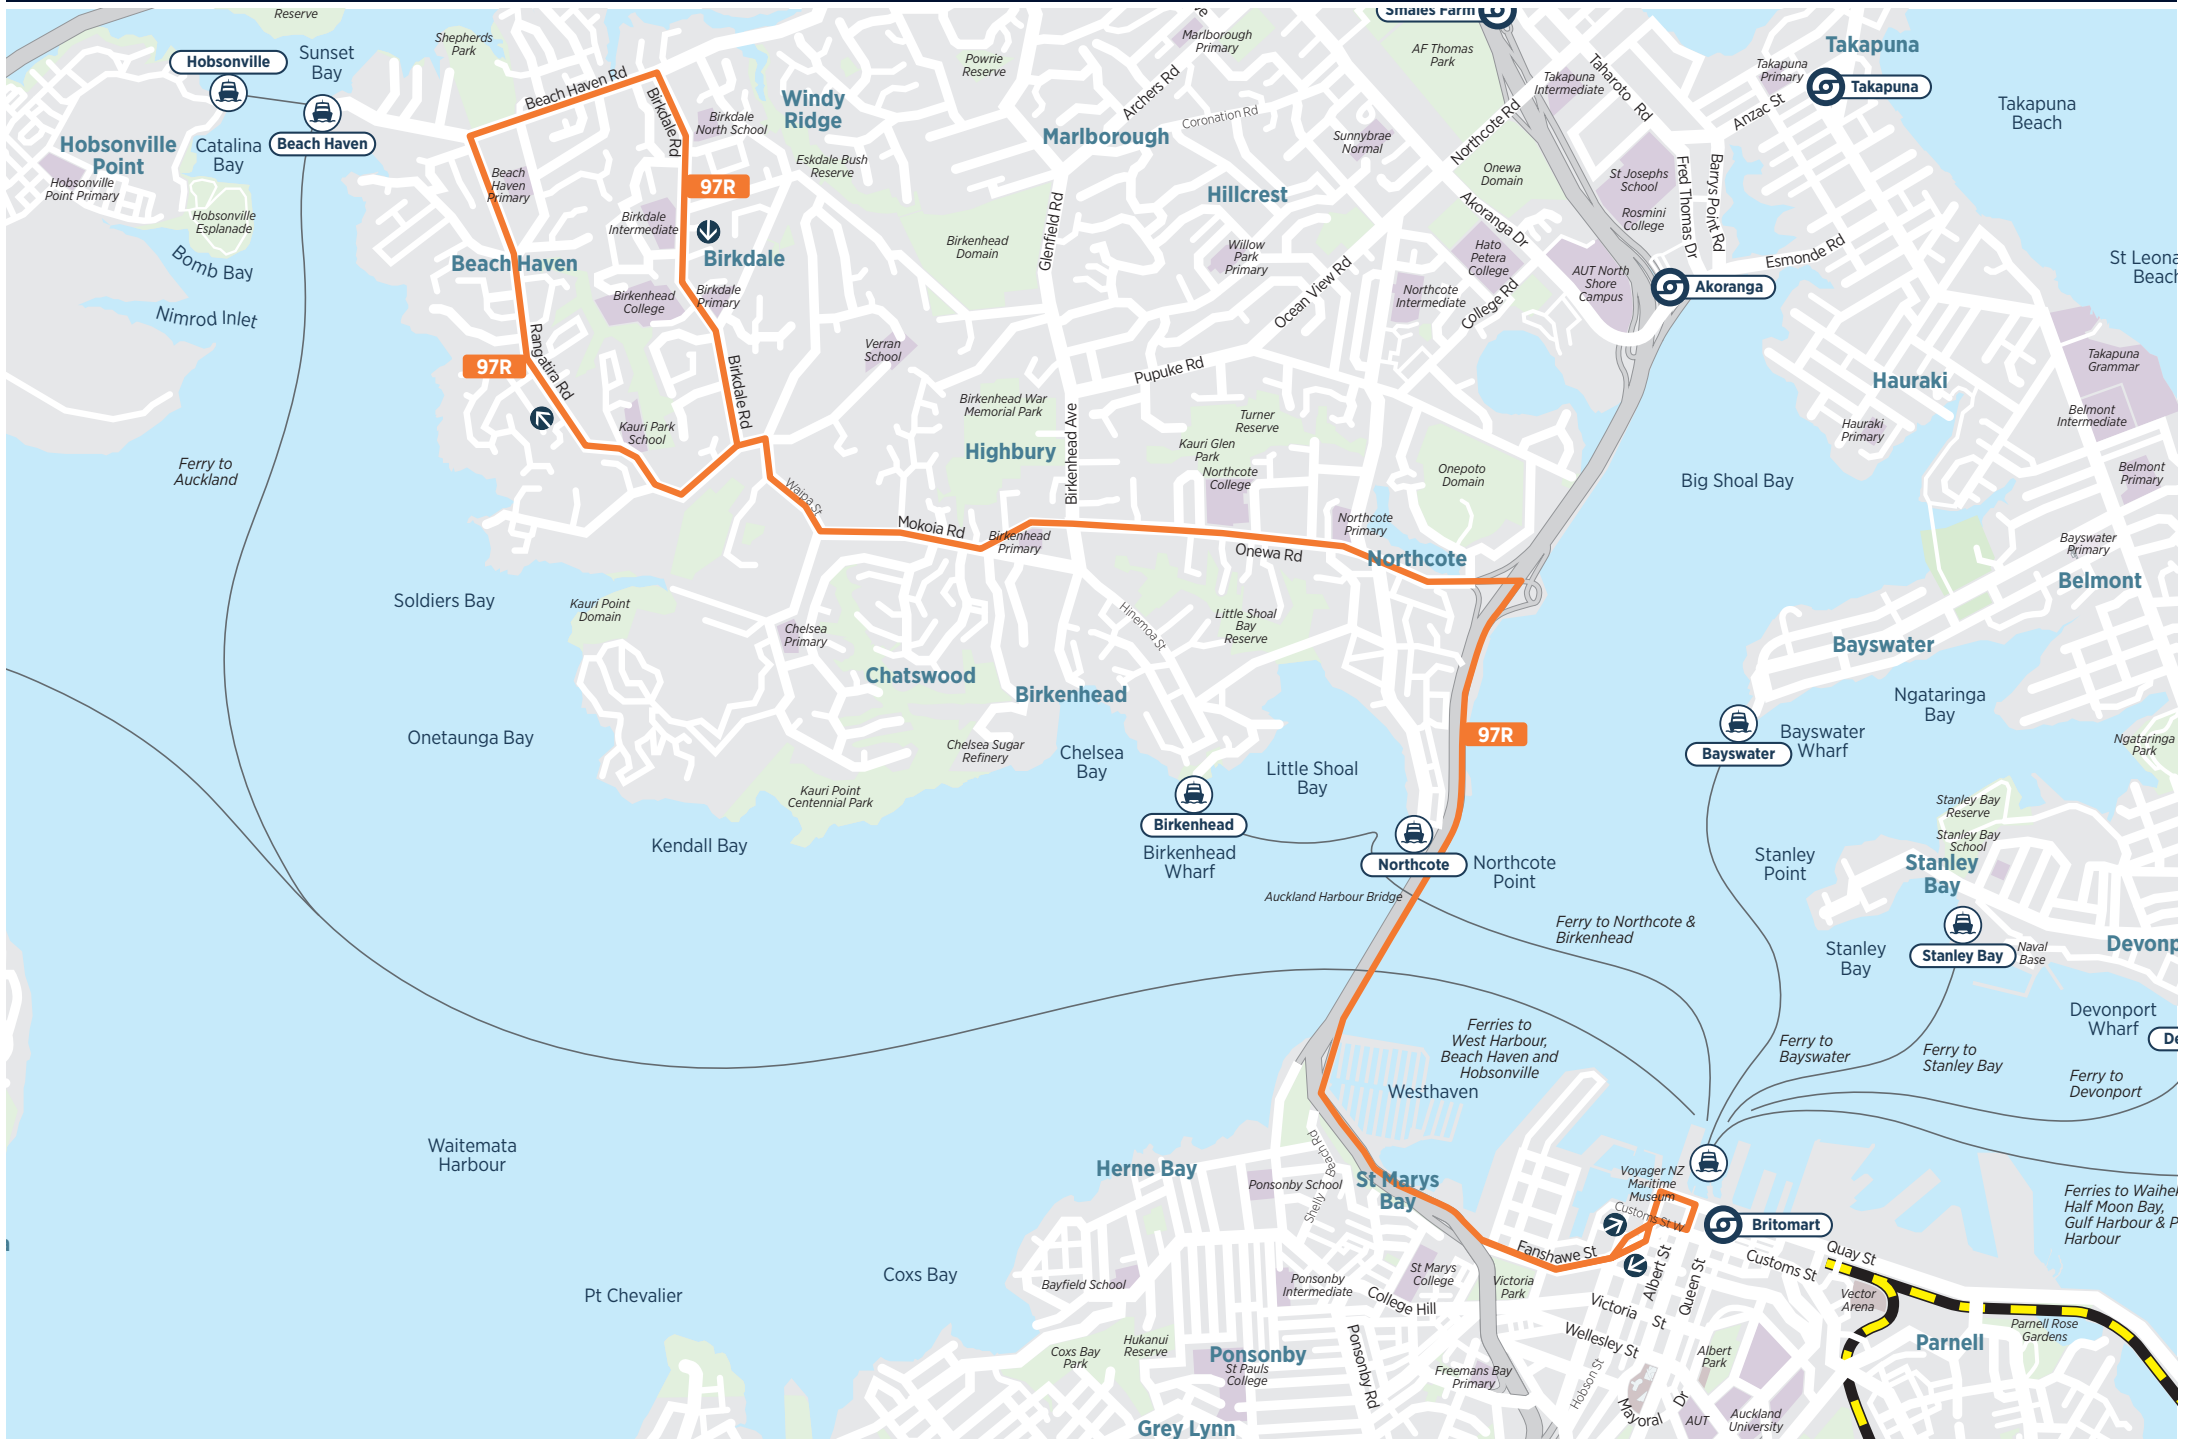 Reserve
Shepherds
Park
Smales Farm
Marlborough
Primary
AF Thomas
Park
Takapuna
Hobsonville
Sunset
Bay
Powrie
Reserve
Takapuna
Primary
Takapuna
Takapuna
Intermediate
Taharoto Rd
Anzac St
Takapuna
Beach
Beach Haven Rd
Birkdale Rd
Windy
Ridge
Archers Rd
Coronation Rd
Northcote Rd
Birkdale
North School
Marlborough
Sunnybrae
Normal
Hobsonville
Point
Catalina
Bay
Beach Haven
Hobsonville
Point Primary
Eskdale Bush
Reserve
Onewa
Domain
St Josephs
School
Fred Thomas Dr
Barrys Point Rd
Beach
Haven
Primary
97R
Hillcrest
Hobsonville
Esplanade
Birkdale
Intermediate
Glenfield Rd
Akoranga Dr
Rosmini
College
Bomb Bay
Beach Haven
Birkdale
Birkenhead
Domain
Willow
Park
Primary
Hato
Petera
College
Esmonde Rd
St Leona
Beach
AUT North
Shore
Campus
Akoranga
Birkenhead
College
Birkdale
Primary
Ocean View Rd
Northcote
Intermediate
College Rd
Nimrod Inlet
Rangatira Rd
Verran
School
97R
Pupuke Rd
Birkdale Rd
Takapuna
Grammar
Hauraki
Birkenhead War
Memorial Park
Birkenhead Ave
Turner
Reserve
Belmont
Intermediate
Kauri Park
School
Highbury
Kauri Glen
Park
Hauraki
Primary
Ferry to
Auckland
Northcote
College
Onepoto
Domain
Big Shoal Bay
Belmont
Primary
Waipa St
Mokoia Rd
Birkenhead
Primary
Northcote
Primary
Onewa Rd
Northcote
Bayswater
Primary
Belmont
Soldiers Bay
Kauri Point
Domain
Hinemoa St
Little Shoal
Bay
Reserve
Chelsea
Primary
Bayswater
Chatswood
Birkenhead
Ngataringa
Bay
Onetaunga Bay
Chelsea Sugar
Refinery
Chelsea
Bay
97R
Bayswater
Bayswater
Wharf
Ngataringa
Park
Little Shoal
Bay
Kauri Point
Centennial Park
Stanley Bay
Reserve
Birkenhead
Birkenhead
Wharf
Kendall Bay
Stanley Bay
School
Northcote
Northcote
Point
Stanley
Point
Stanley
Bay
Auckland Harbour Bridge
Ferry to Northcote &
Birkenhead
Stanley
Bay
Stanley Bay
Naval
Base
Devonp
Devonport
Wharf
De
Ferries to
West Harbour,
Beach Haven and
Hobsonville
Ferry to
Bayswater
Ferry to
Stanley Bay
Ferry to
Devonport
Westhaven
Waitemata
Harbour
Herne Bay
Shelly Beach Rd
St Marys
Bay
Ponsonby School
Voyager NZ
Maritime
Museum
Customs St W
Britomart
Ferries to Waihe
Half Moon Bay,
Gulf Harbour & P
Harbour
Fanshawe St
Albert St
Queen St
Customs St
Quay St
Coxs Bay
Pt Chevalier
Bayfield School
Ponsonby
Intermediate
St Marys
College
College Hill
Victoria
Park
Victoria St
Vector
Arena
Parnell Rose
Gardens
Parnell
Wellesley St
Hukanui
Reserve
Coxs Bay
Park
Ponsonby
St Pauls
College
Ponsonby Rd
Freemans Bay
Primary
Hobson St
Albert
Park
Mayoral Dr
AUT
Auckland
University
Grey Lynn